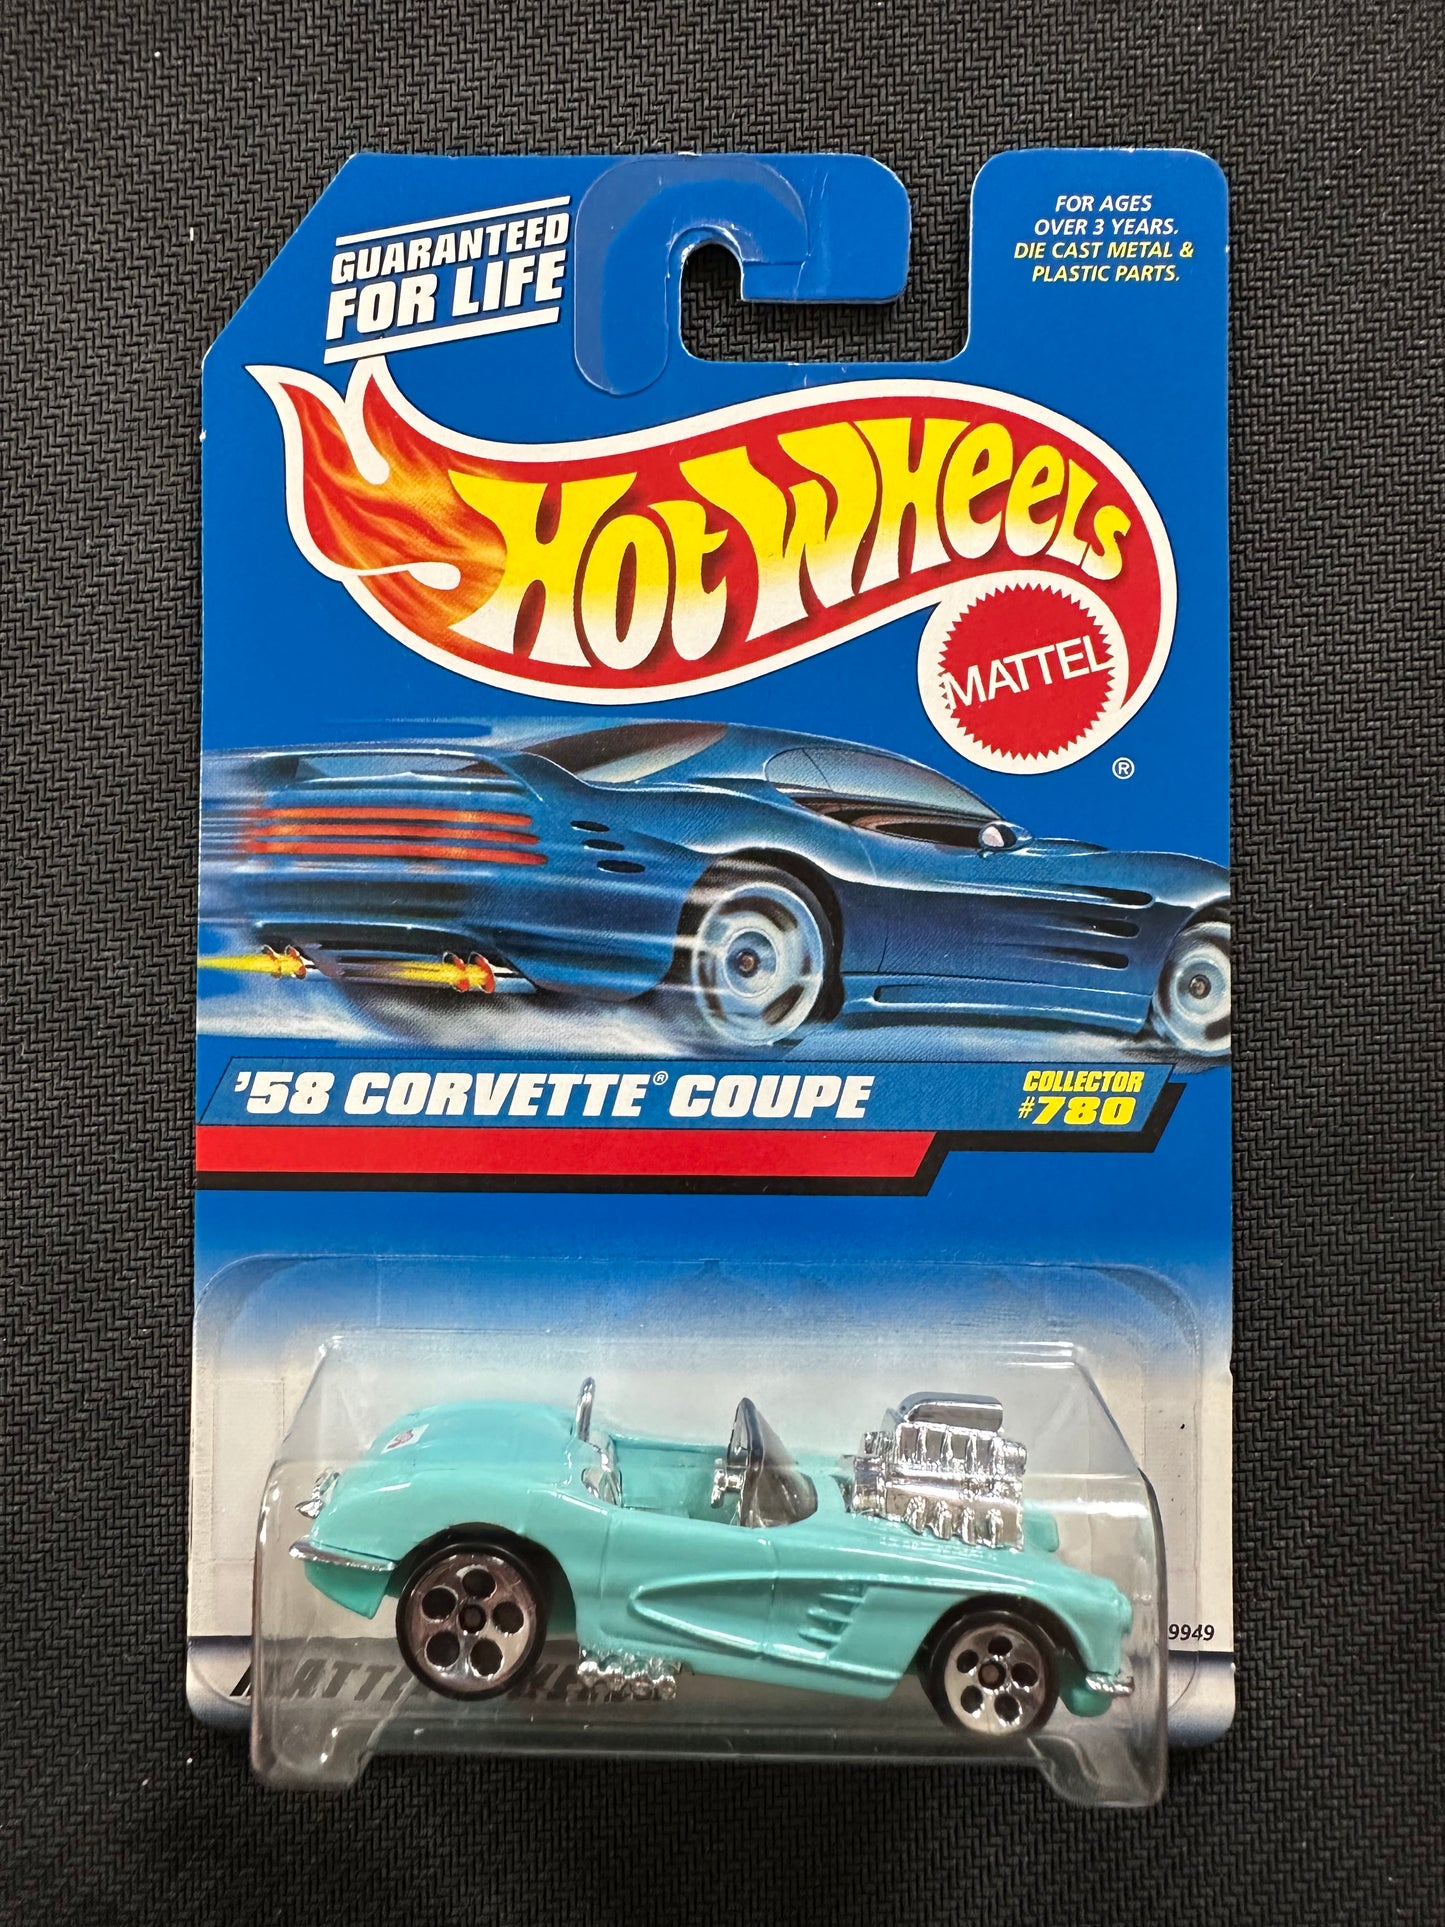 GUARANTEED
FOR LIFE
FOR AGES
OVER 3 YEARS.
DIE CAST METAL &
PLASTIC PARTS.
HOT WHEELS
MATTEL
®
'58 CORVETTE® COUPE
COLLECTOR
#780
9949